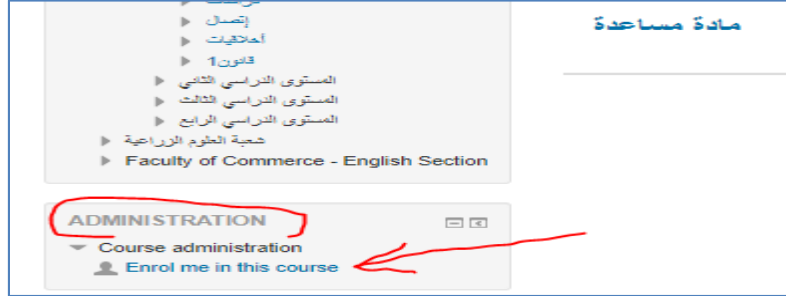 إتصال
أخلاقيات
قانون1
المستوى الدراسي الثاني
المستوى الدراسي الثالث
المستوى الدراسي الرابع
شعبة العلوم الزراعية
Faculty of Commerce - English Section
ADMINISTRATION
Course administration
Enrol me in this course
مادة مساعدة